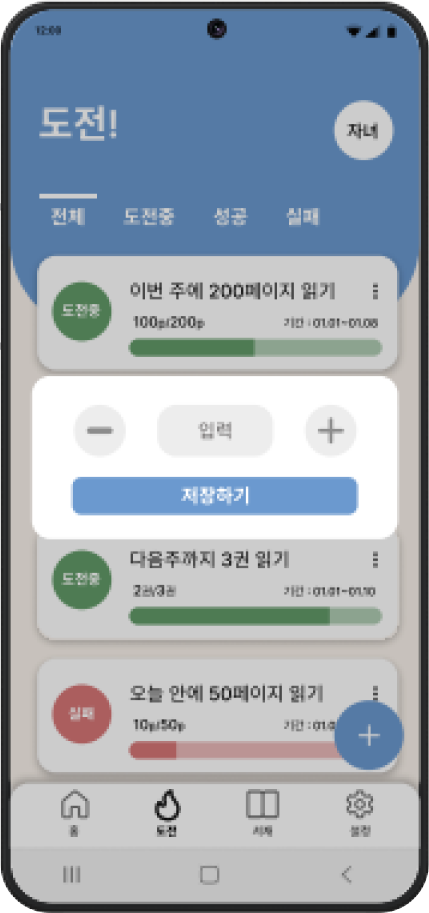 12:00
도전!
자녀
전체 도전중 성공 실패
도전중
이번 주에 200페이지 읽기
100p/200p 기간 : 01.01~01.08
입력
저장하기
도전중
다음주까지 3권 읽기
2권/3권 기간 : 01.01~01.10
실패
오늘 안에 50페이지 읽기
10p/50p 기간 : 01.0
홈 도전 서재 설정